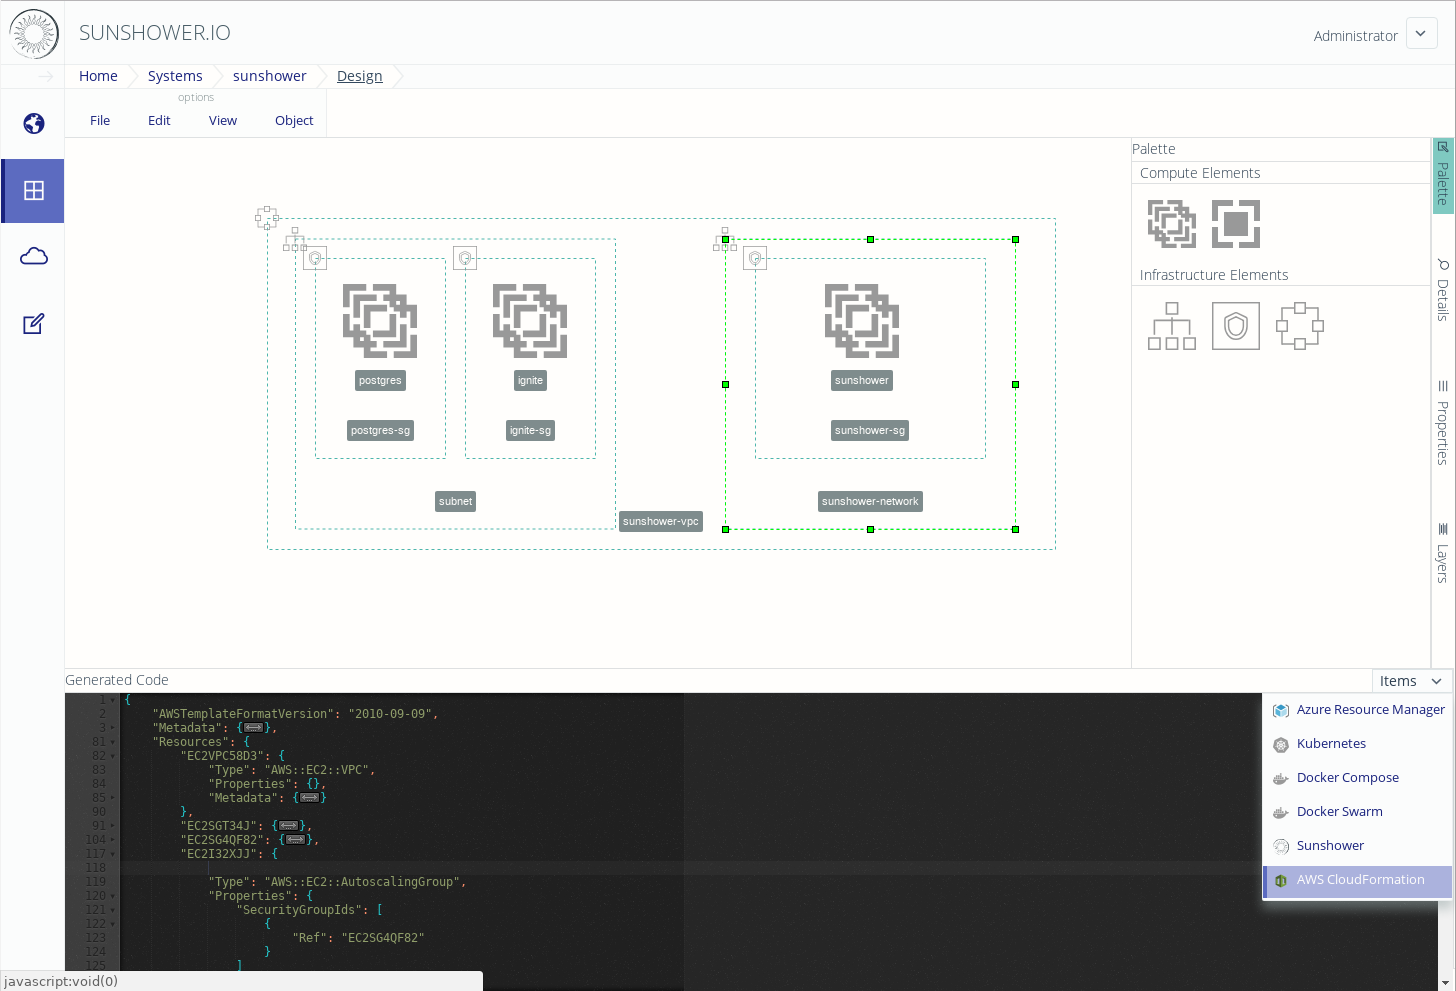 SUNSHOWER.IO
Administrator
Home Systems sunshower Design
options
File Edit View Object
Palette
Compute Elements
Infrastructure Elements
Palette
Details
Properties
Layers
postgres
ignite
sunshower
postgres-sg
ignite-sg
sunshower-sg
subnet
sunshower-network
sunshower-vpc
Generated Code
Items
Azure Resource Manager
Kubernetes
Docker Compose
Docker Swarm
Sunshower
AWS CloudFormation
1 {
2 "AWSTemplateFormatVersion": "2010-09-09",
3 "Metadata": {},
81 "Resources": {
82 "EC2VPC58D3": {
83 "Type": "AWS::EC2::VPC",
84 "Properties": {},
85 "Metadata": {}
90 },
91 "EC2SGT34J": {},
104 "EC2SG4QF82": {},
117 "EC2I32XJJ": {
118
119 "Type": "AWS::EC2::AutoscalingGroup",
120 "Properties": {
121 "SecurityGroupIds": [
122 {
123 "Ref": "EC2SG4QF82"
124 }
125 ]
javascript:void(0)